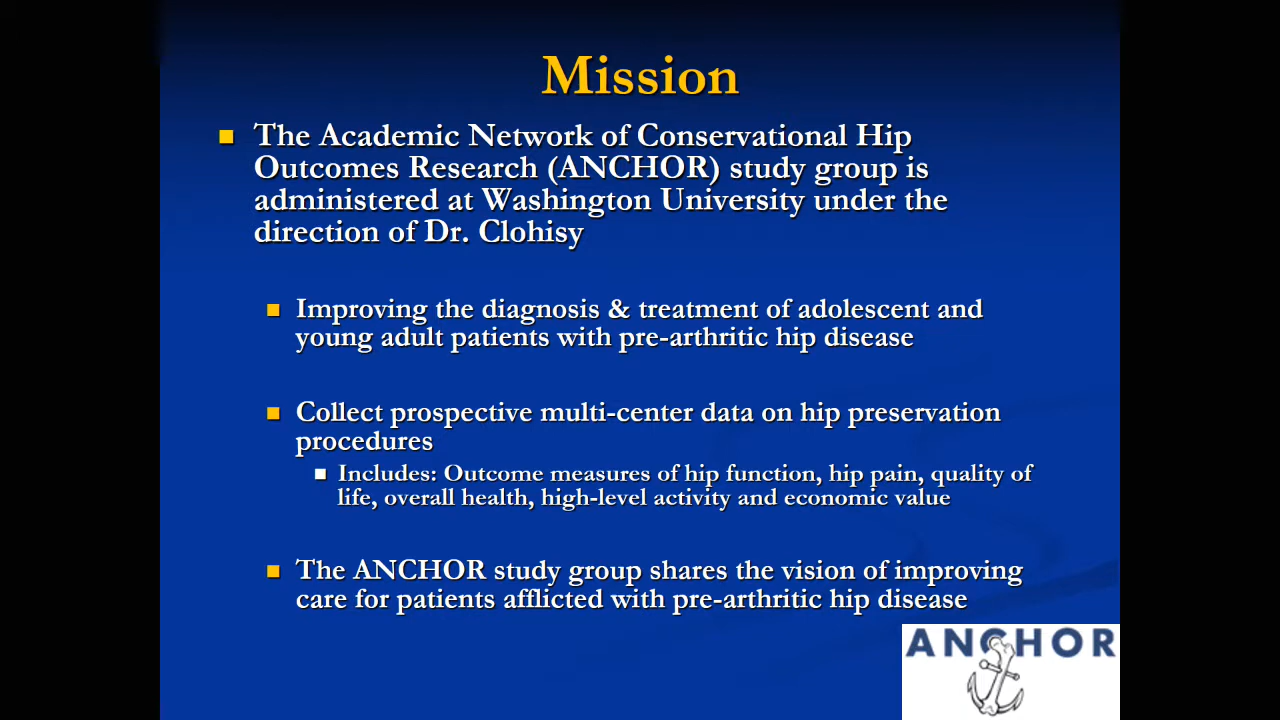 Mission
The Academic Network of Conservational Hip
Outcomes Research (ANCHOR) study group is
administered at Washington University under the
direction of Dr. Clohisy
Improving the diagnosis & treatment of adolescent and
young adult patients with pre-arthritic hip disease
Collect prospective multi-center data on hip preservation
procedures
Includes: Outcome measures of hip function, hip pain, quality of
life, overall health, high-level activity and economic value
The ANCHOR study group shares the vision of improving
care for patients afflicted with pre-arthritic hip disease
ANCHOR